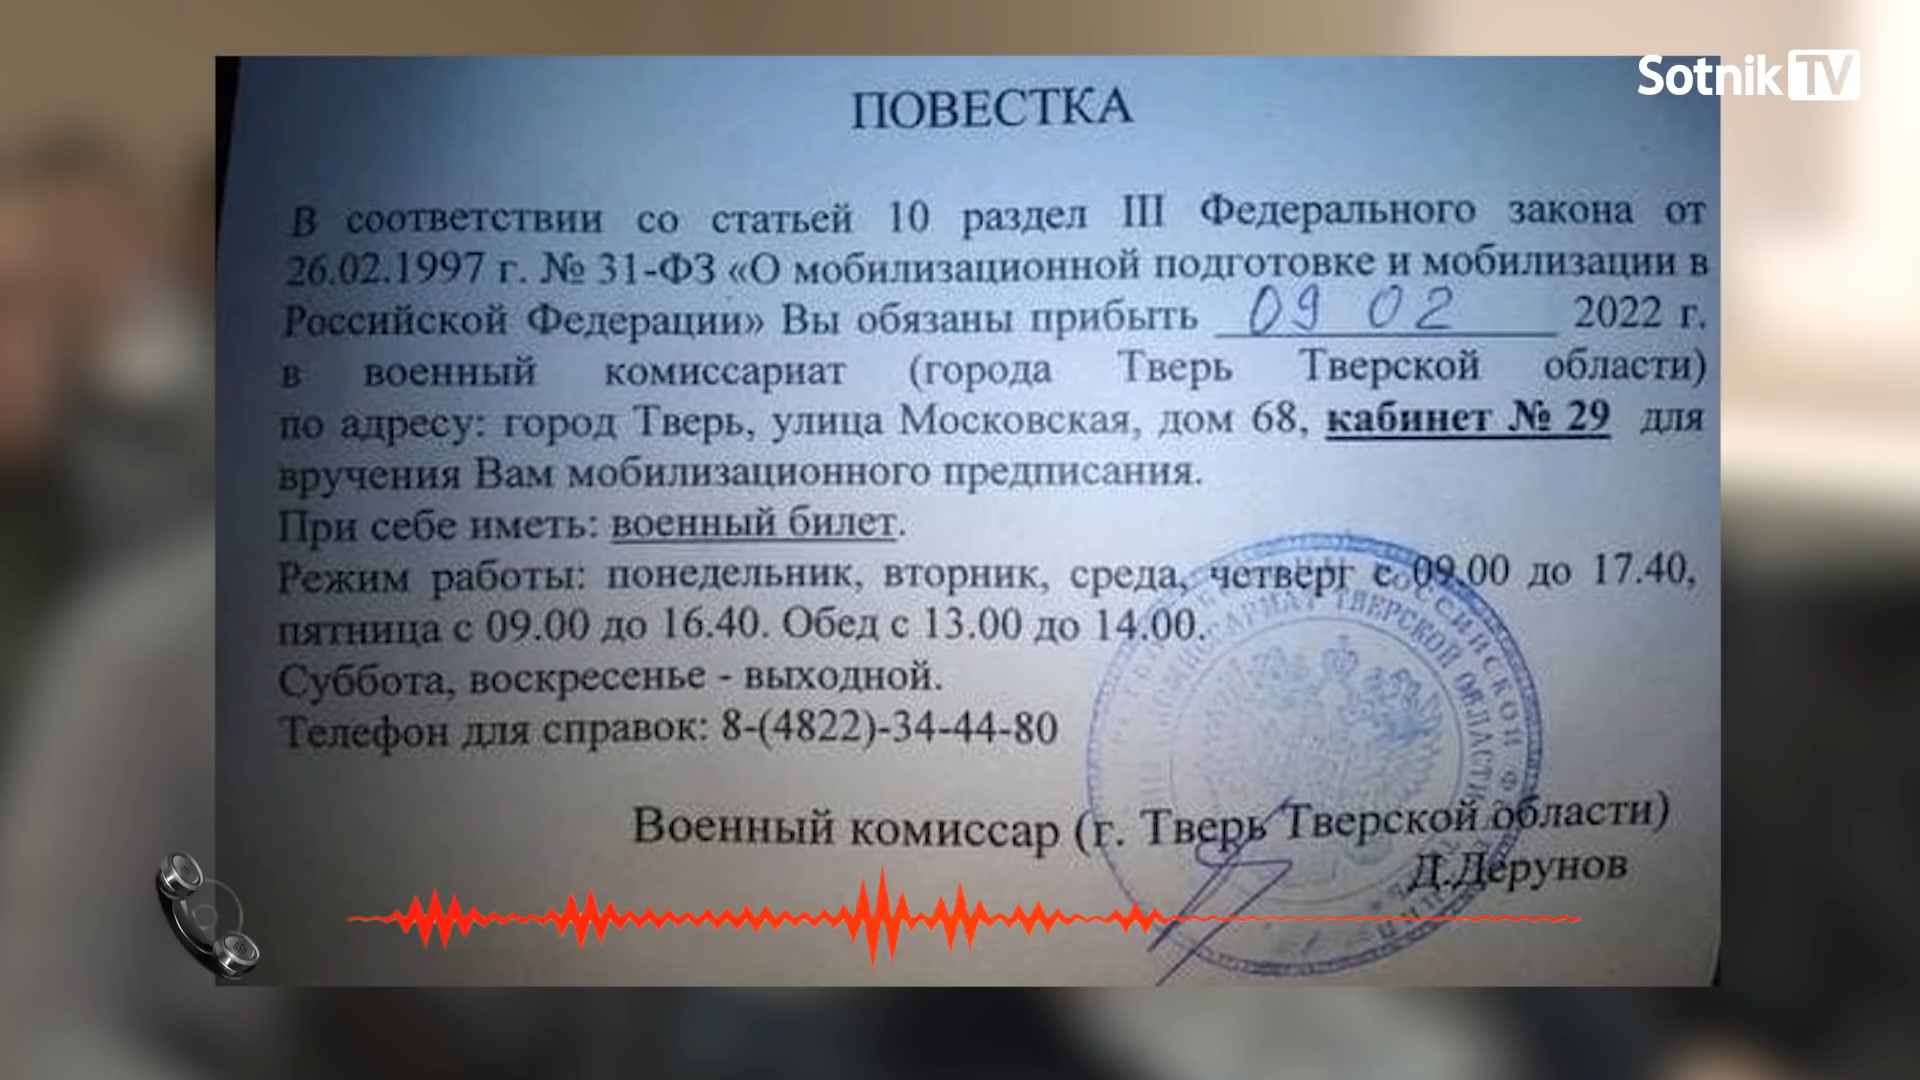 Sotnik TV
ПОВЕСТКА
В соответствии со статьей 10 раздел III Федерального закона от
26.02.1997 г. № 31-ФЗ «О мобилизационной подготовке и мобилизации в
Российской Федерации» Вы обязаны прибыть 09 02 2022 г.
в военный комиссариат (города Тверь Тверской области)
по адресу: город Тверь, улица Московская, дом 68, кабинет № 29 для
вручения Вам мобилизационного предписания.
При себе иметь: военный билет.
Режим работы: понедельник, вторник, среда, четверг с 09.00 до 17.40,
пятница с 09.00 до 16.40. Обед с 13.00 до 14.00.
Суббота, воскресенье - выходной.
Телефон для справок: 8-(4822)-34-44-80
Военный комиссар (г. Тверь Тверской области)
Д.Дерунов
ТВЕРСКОЙ ОБЛАСТИ
РОССИЙСКОЙ